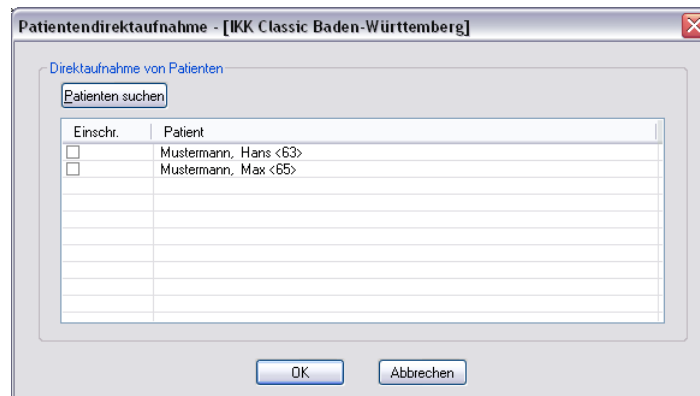 Patientendirektaufnahme - [IKK Classic Baden-Württemberg]
Direktaufnahme von Patienten
Patienten suchen
Einschr. Patient
Mustermann, Hans <63>
Mustermann, Max <65>
OK Abbrechen